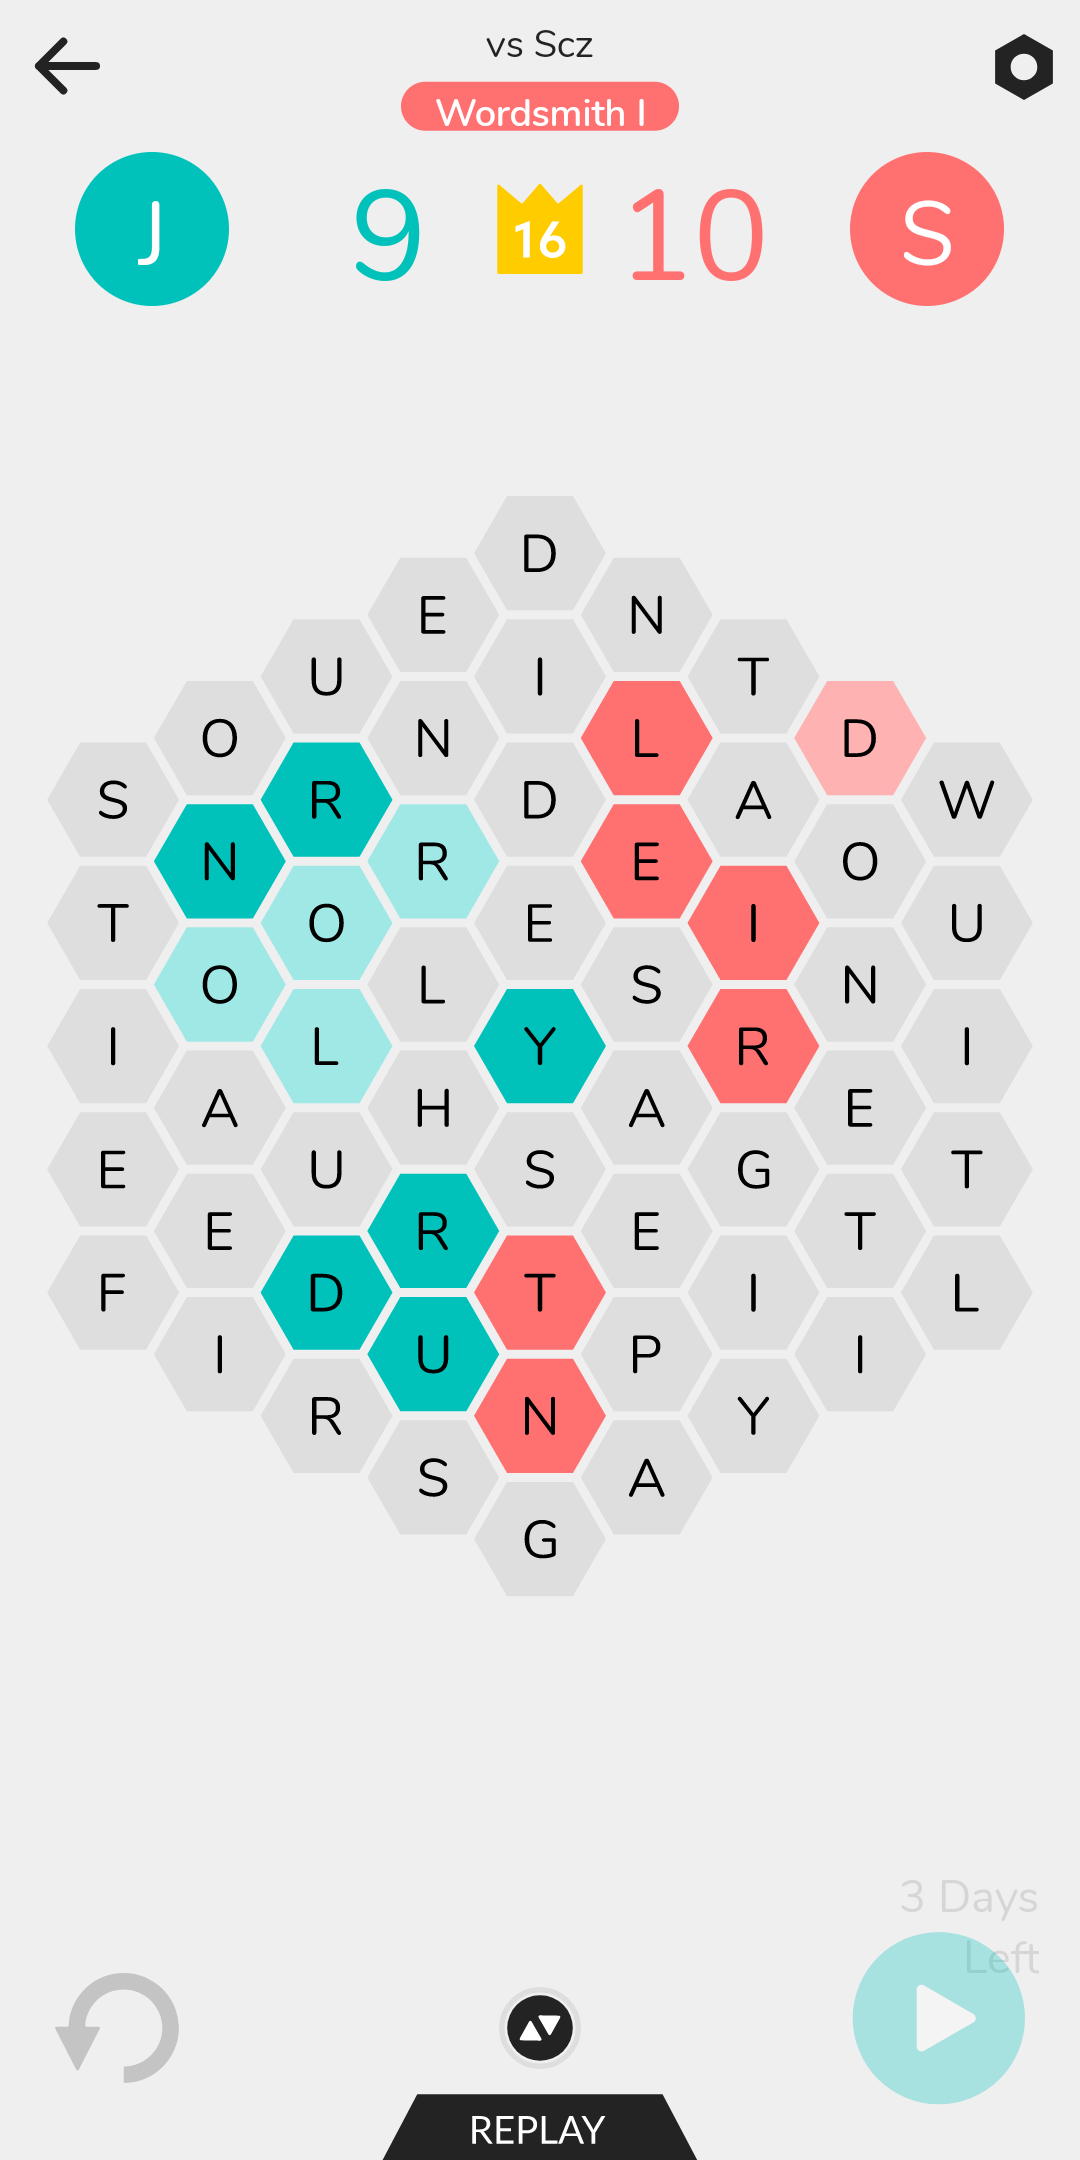 vs Scz
Wordsmith I
J 9 16 10 S
D
E N
U I T
O N L D
S R D A W
N R E O
T O E I U
O L S N
I L Y R I
A H A E
E U S G T
E R E T
F D T I L
I U P I
R N Y
S A
G
3 Days
Left
REPLAY